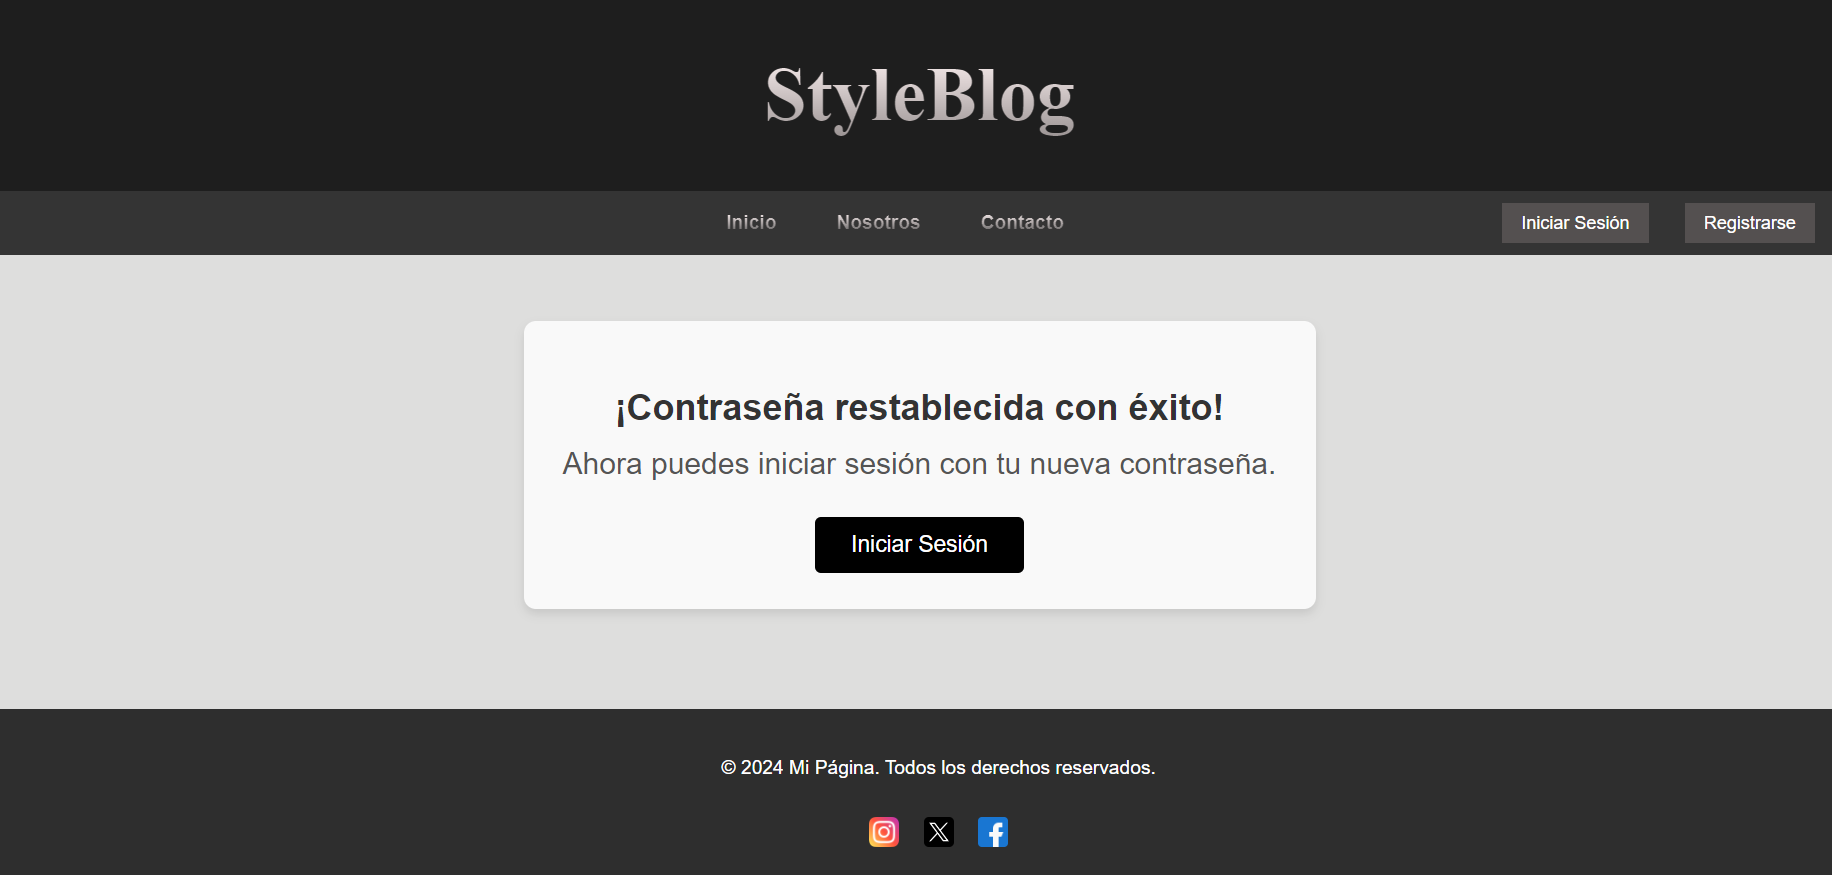 StyleBlog
Inicio Nosotros Contacto Iniciar Sesión Registrarse
¡Contraseña restablecida con éxito!
Ahora puedes iniciar sesión con tu nueva contraseña.
Iniciar Sesión
© 2024 Mi Página. Todos los derechos reservados.